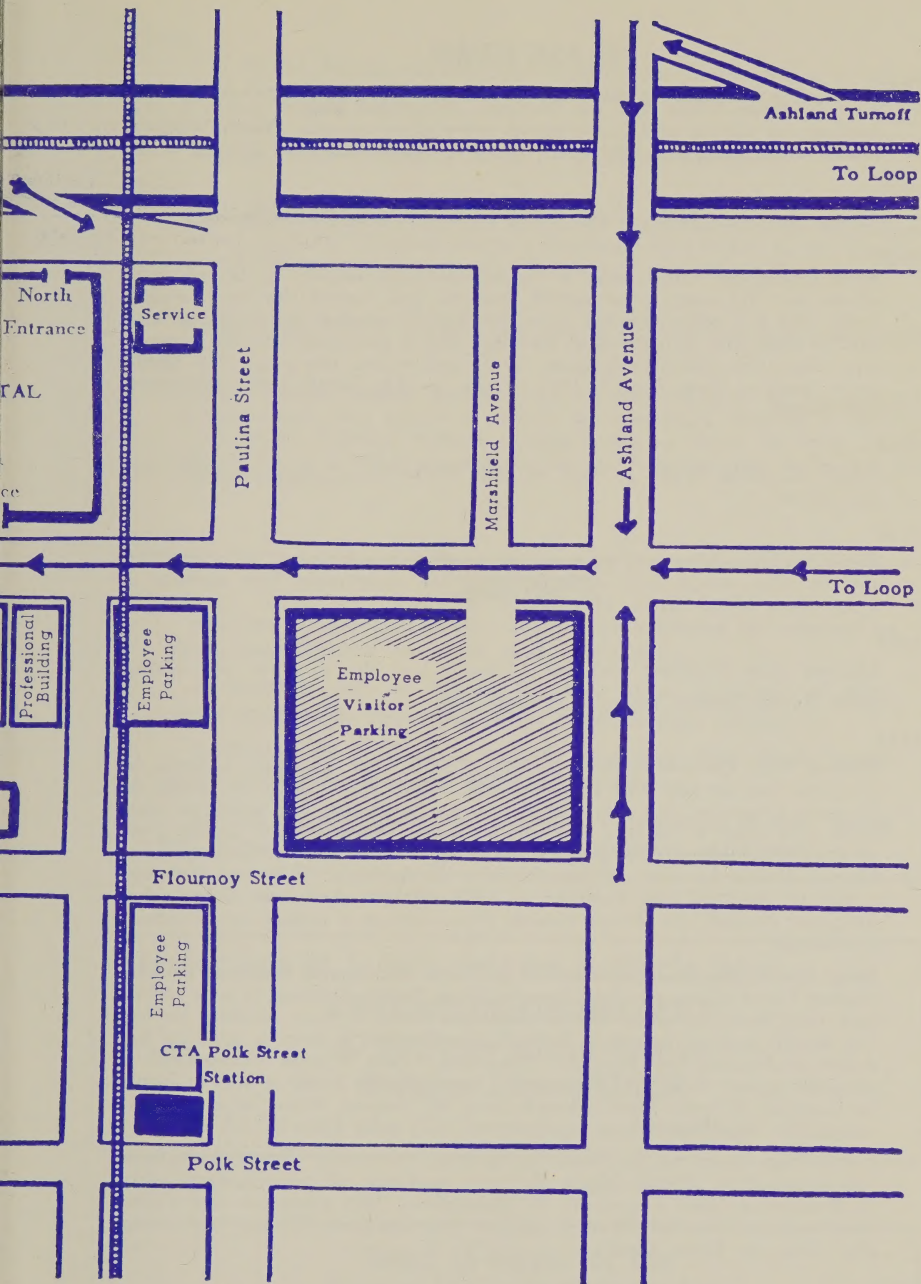 Ashland Turnoff
To Loop
North
Entrance
Service
TAL
ce
Paulina Street
Marshfield Avenue
Ashland Avenue
To Loop
Professional
Building
Employee
Parking
Employee
Visitor
Parking
Flournoy Street
Employee
Parking
CTA Polk Street
Station
Polk Street